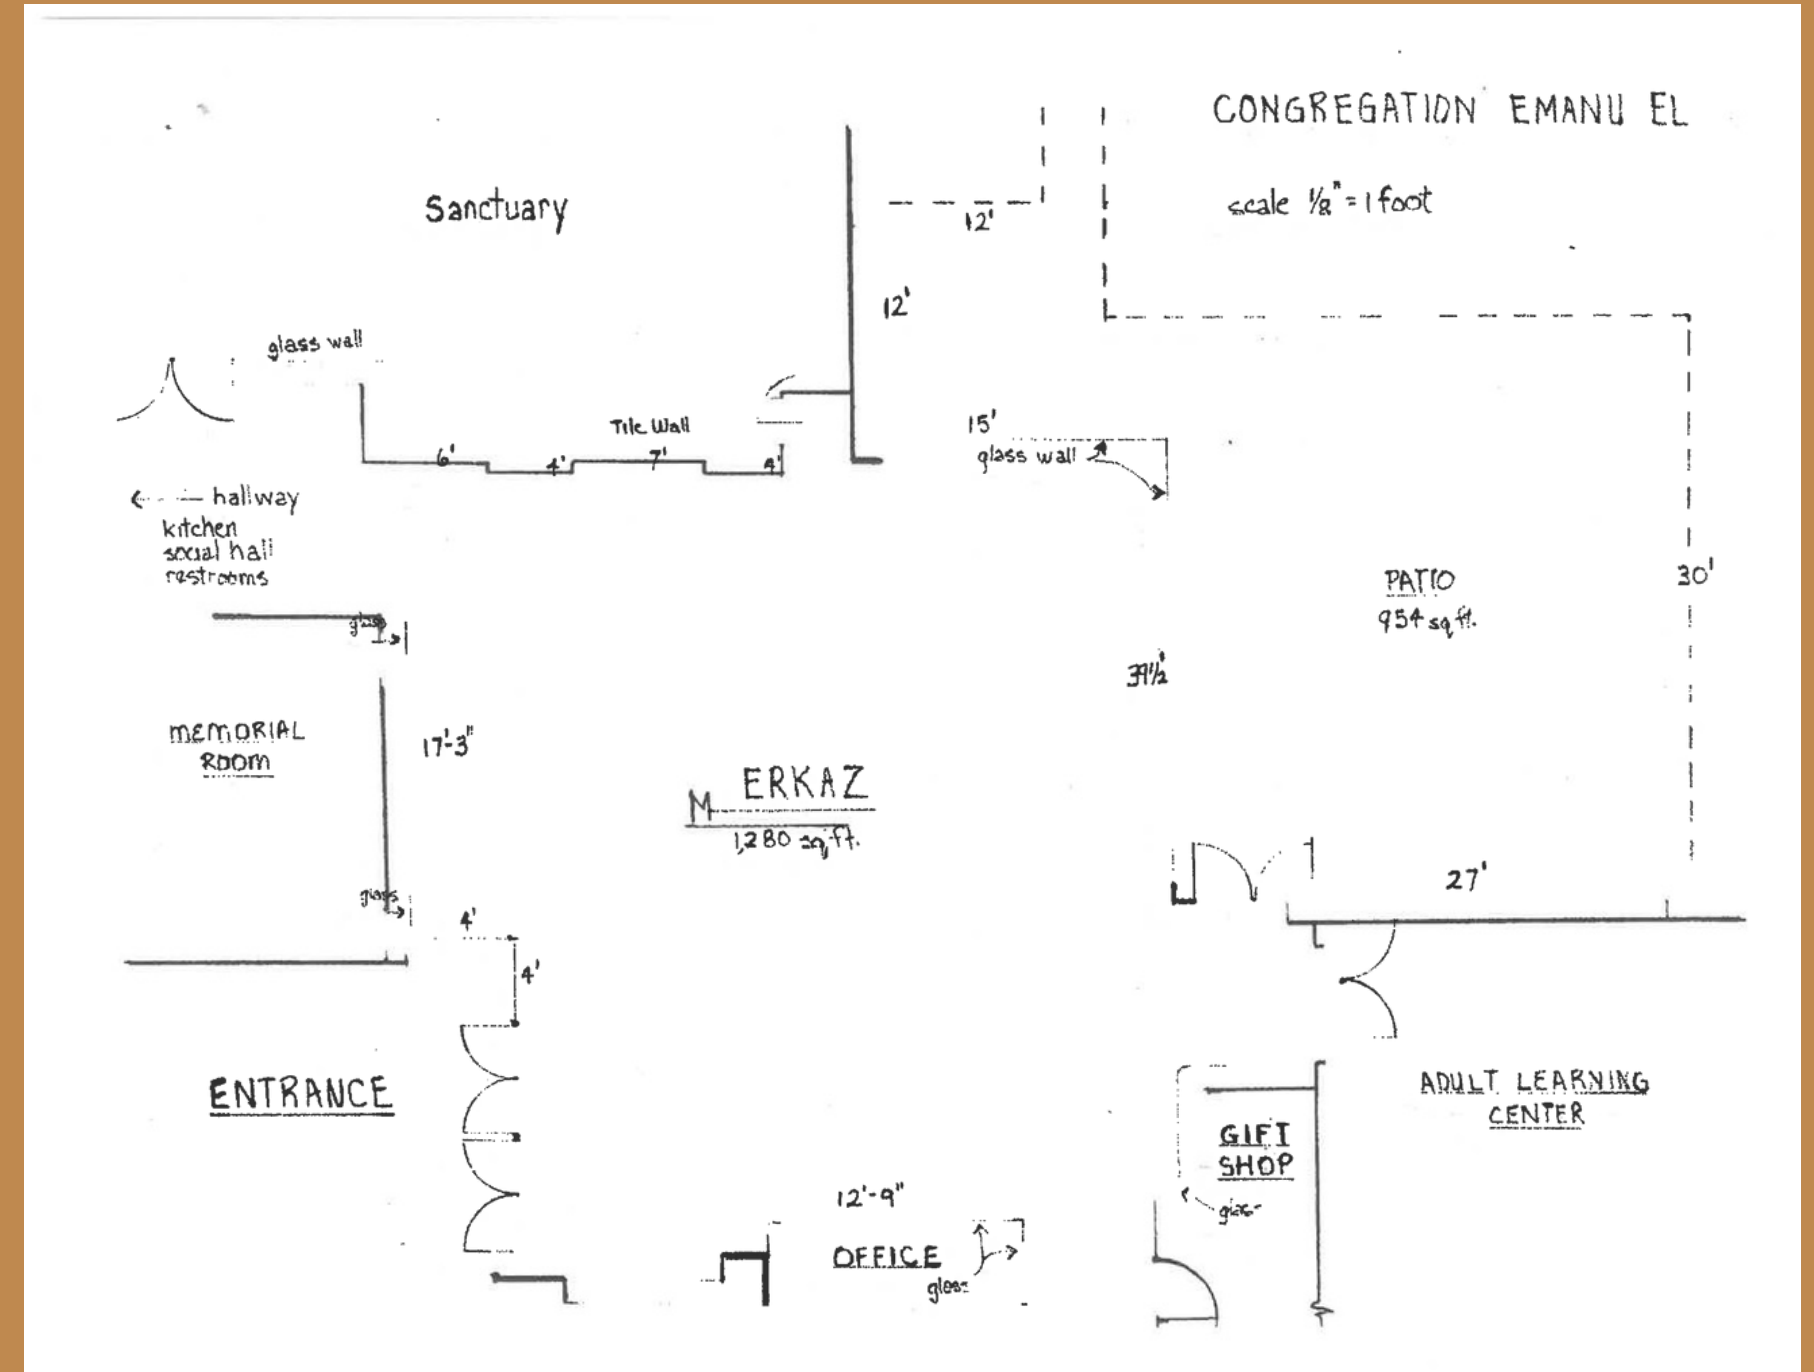 CONGREGATION EMANU EL
scale 1/8" = 1 foot
Sanctuary
12'
12'
glass wall
Tile Wall
6'
4'
7'
4'
15'
glass wall
hallway
kitchen
social hall
restrooms
glass
PATIO
954 sq ft.
30'
39 1/2'
MEMORIAL
ROOM
17'-3"
MERKAZ
1,280 sq. ft.
glass
27'
4'
4'
ENTRANCE
ADULT LEARNING
CENTER
GIFT
SHOP
glass
12'-9"
OFFICE
glass